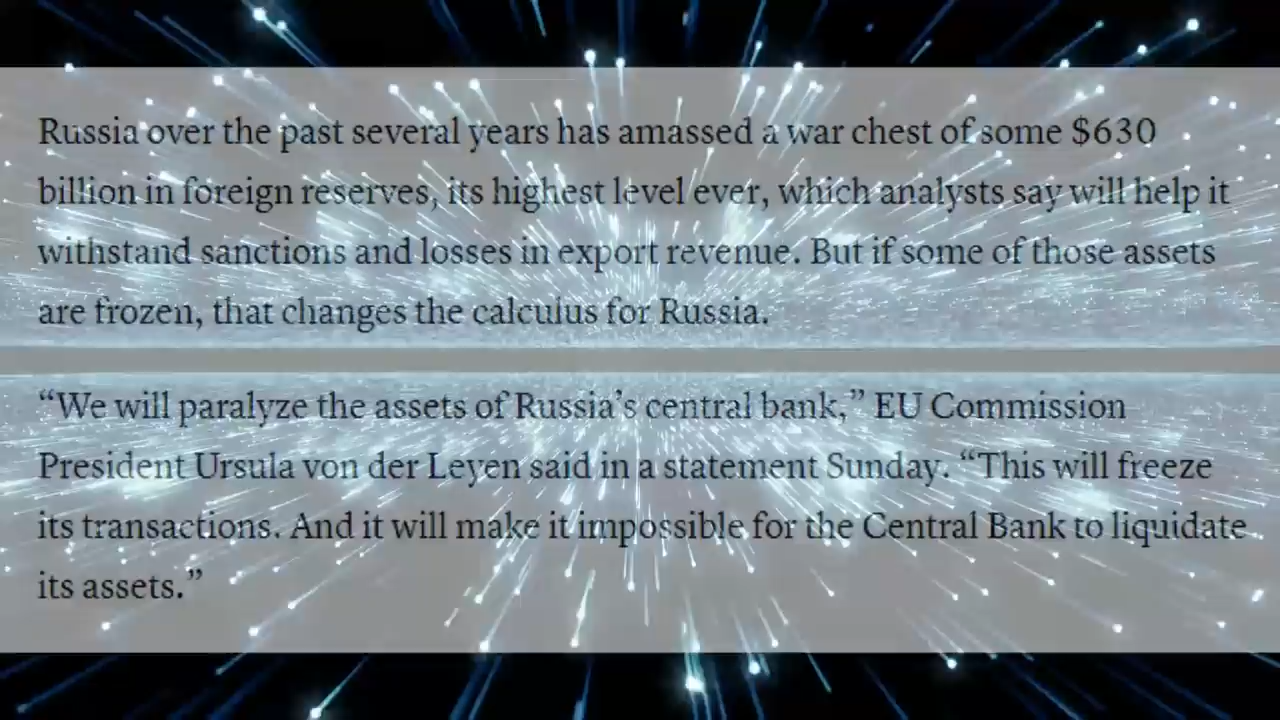 Russia over the past several years has amassed a war chest of some $630
billion in foreign reserves, its highest level ever, which analysts say will help it
withstand sanctions and losses in export revenue. But if some of those assets
are frozen, that changes the calculus for Russia.
“We will paralyze the assets of Russia’s central bank,” EU Commission
President Ursula von der Leyen said in a statement Sunday. “This will freeze
its transactions. And it will make it impossible for the Central Bank to liquidate
its assets.”